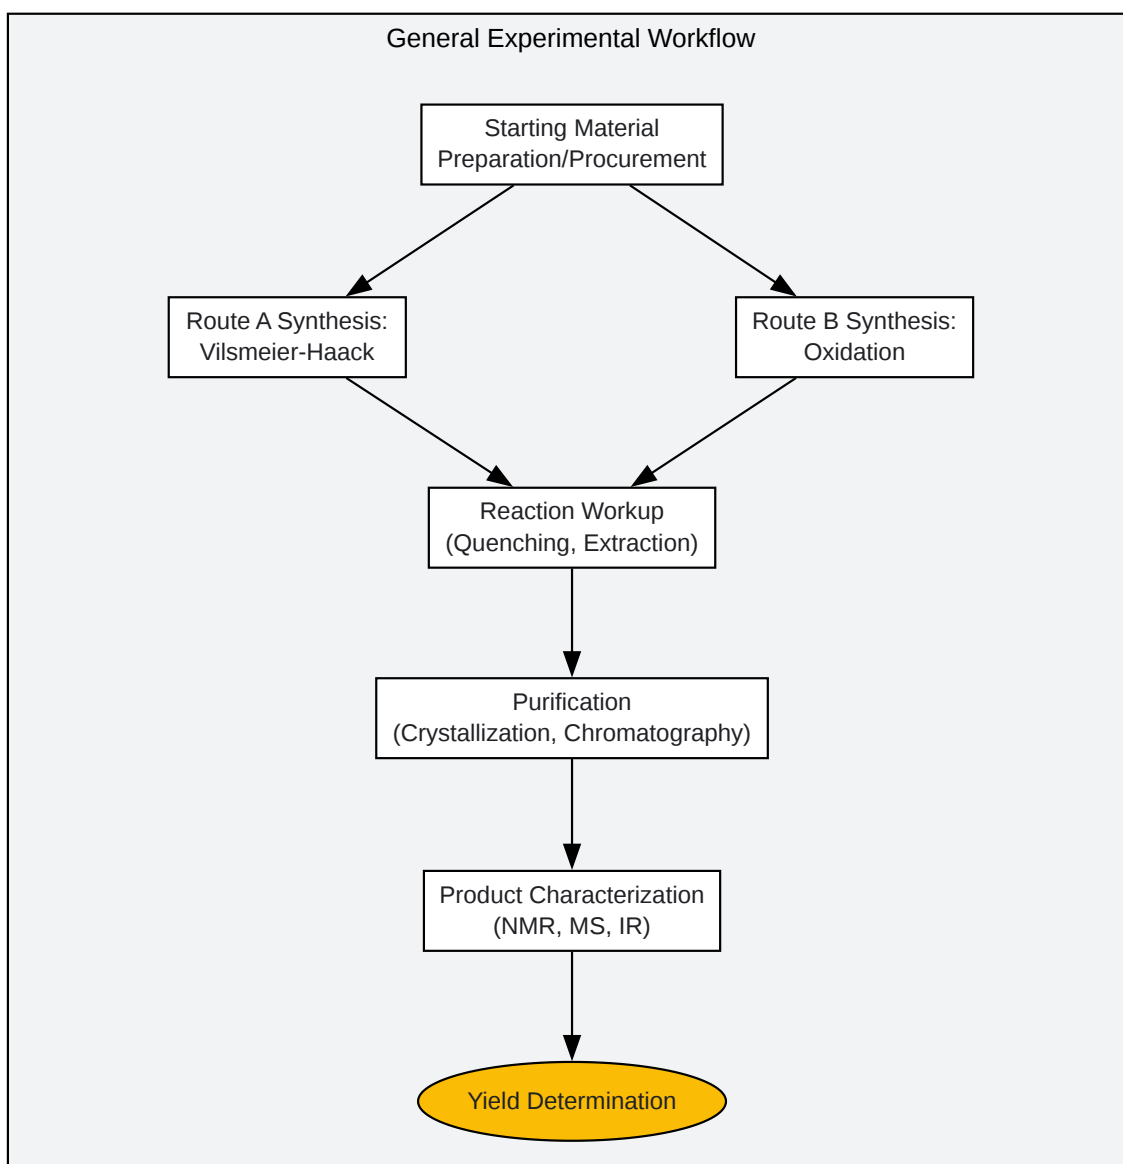 General Experimental Workflow
Starting Material
Preparation/Procurement
Route A Synthesis:
Vilsmeier-Haack
Route B Synthesis:
Oxidation
Reaction Workup
(Quenching, Extraction)
Purification
(Crystallization, Chromatography)
Product Characterization
(NMR, MS, IR)
Yield Determination